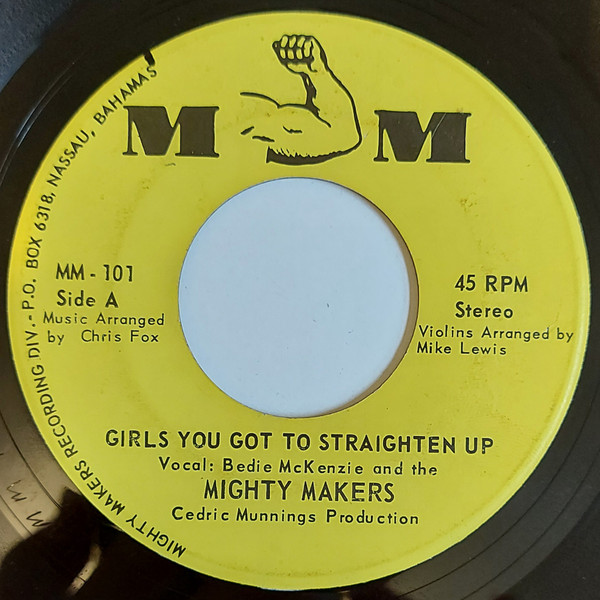 M M
MM - 101
Side A
Music Arranged
by Chris Fox
45 RPM
Stereo
Violins Arranged by
Mike Lewis
GIRLS YOU GOT TO STRAIGHTEN UP
Vocal: Bedie McKenzie and the
MIGHTY MAKERS
Cedric Munnings Production
MIGHTY MAKERS RECORDING DIV. - P.O. BOX 6318, NASSAU, BAHAMAS